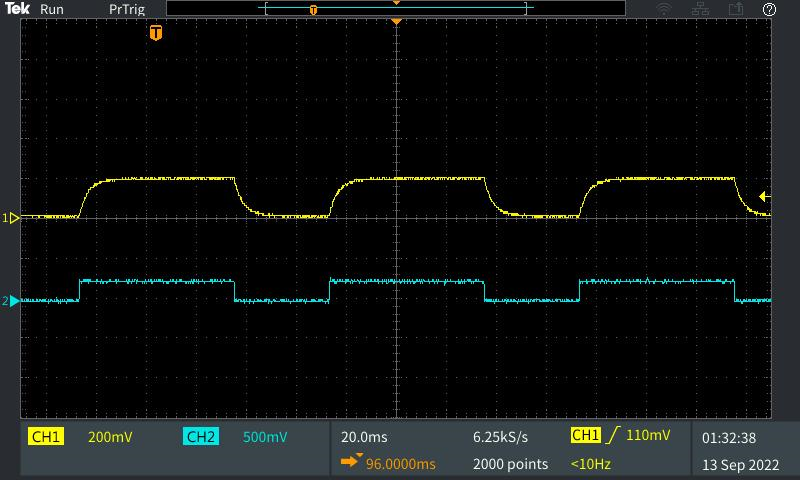 Tek Run PrTrig T ?
T
1
2
CH1 200mV CH2 500mV 20.0ms 6.25kS/s CH1 110mV 01:32:38
96.0000ms 2000 points <10Hz 13 Sep 2022